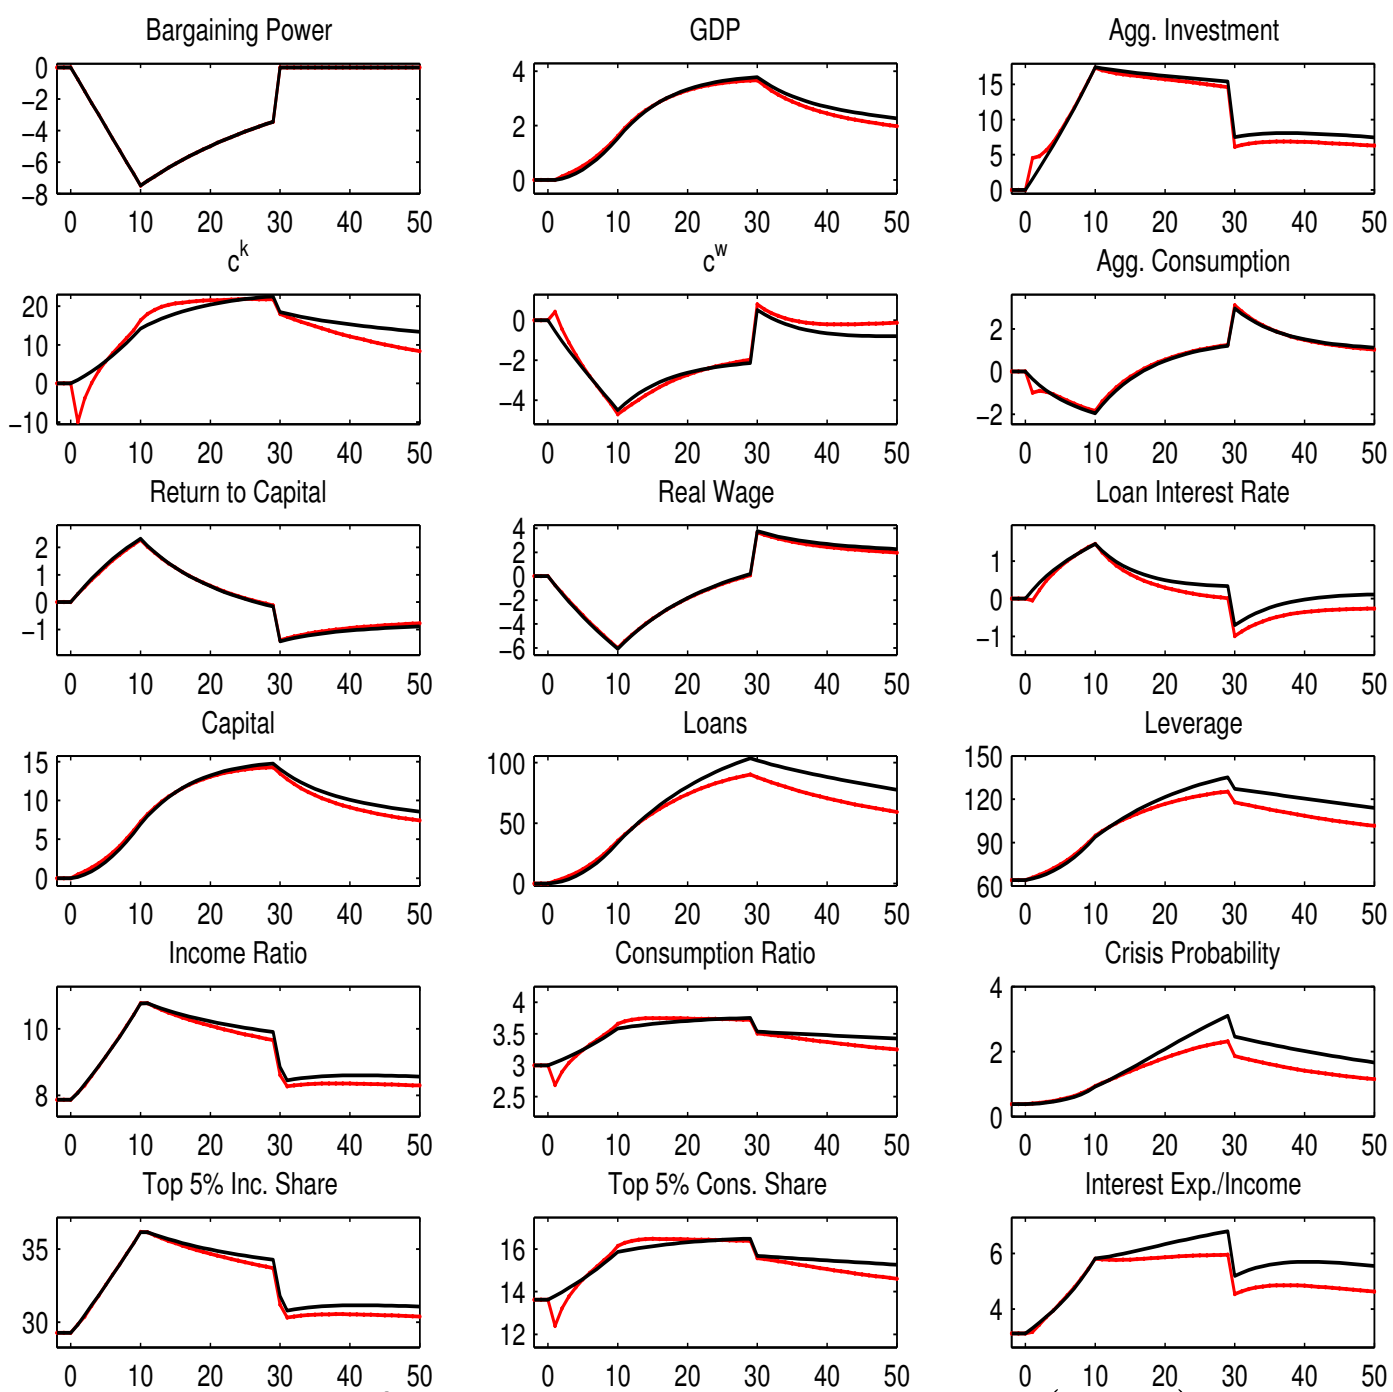 Bargaining Power GDP Agg. Investment
0 −2 −4 −6 −8 4 2 0 15 10 5 0
0 10 20 30 40 50 0 10 20 30 40 50 0 10 20 30 40 50
c^k c^w Agg. Consumption
20 10 0 −10 0 −2 −4 2 0 −2
0 10 20 30 40 50 0 10 20 30 40 50 0 10 20 30 40 50
Return to Capital Real Wage Loan Interest Rate
2 1 0 −1 4 2 0 −2 −4 −6 1 0 −1
0 10 20 30 40 50 0 10 20 30 40 50 0 10 20 30 40 50
Capital Loans Leverage
15 10 5 0 100 50 0 150 120 90 60
0 10 20 30 40 50 0 10 20 30 40 50 0 10 20 30 40 50
Income Ratio Consumption Ratio Crisis Probability
10 8 4 3.5 3 2.5 4 2 0
0 10 20 30 40 50 0 10 20 30 40 50 0 10 20 30 40 50
Top 5% Inc. Share Top 5% Cons. Share Interest Exp./Income
35 30 16 14 12 6 4
0 10 20 30 40 50 0 10 20 30 40 50 0 10 20 30 40 50